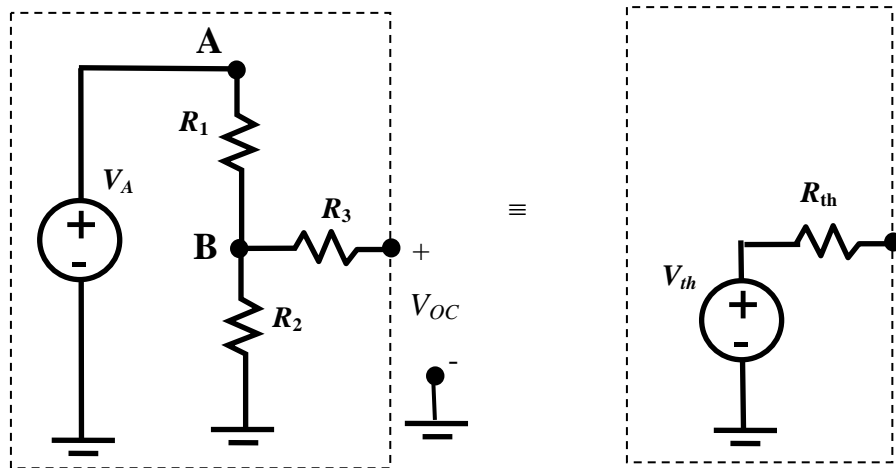 A
R1
VA
+
-
B
R3
+
VOC
-
R2
≡
Rth
Vth
+
-